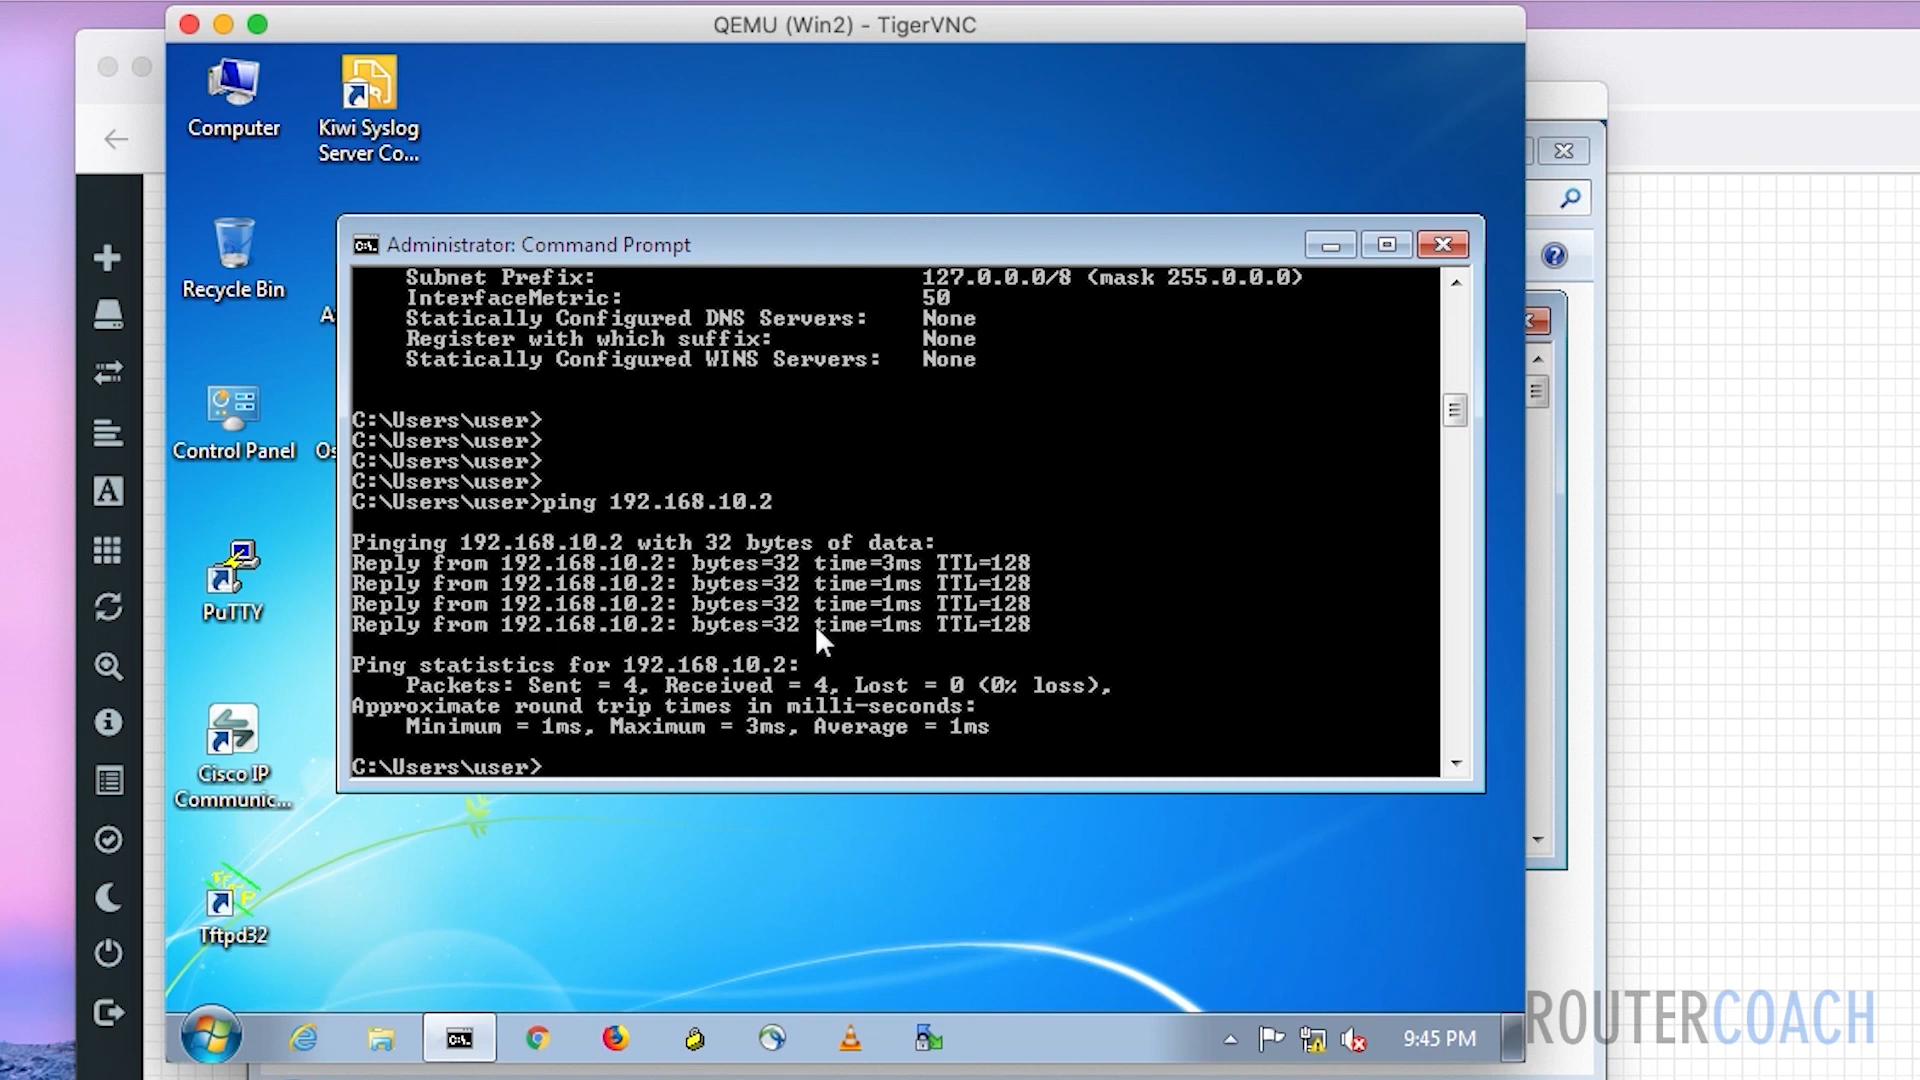 QEMU (Win2) - TigerVNC
Computer
Kiwi Syslog
Server Co...
Recycle Bin
Control Panel
Os
PuTTY
Cisco IP
Communic...
Tftpd32
Administrator: Command Prompt
Subnet Prefix: 127.0.0.0/8 (mask 255.0.0.0)
InterfaceMetric: 50
Statically Configured DNS Servers: None
Register with which suffix: None
Statically Configured WINS Servers: None
C:\Users\user>
C:\Users\user>
C:\Users\user>
C:\Users\user>
C:\Users\user>ping 192.168.10.2
Pinging 192.168.10.2 with 32 bytes of data:
Reply from 192.168.10.2: bytes=32 time=3ms TTL=128
Reply from 192.168.10.2: bytes=32 time=1ms TTL=128
Reply from 192.168.10.2: bytes=32 time=1ms TTL=128
Reply from 192.168.10.2: bytes=32 time=1ms TTL=128
Ping statistics for 192.168.10.2:
Packets: Sent = 4, Received = 4, Lost = 0 (0% loss),
Approximate round trip times in milli-seconds:
Minimum = 1ms, Maximum = 3ms, Average = 1ms
C:\Users\user>
9:45 PM
ROUTERCOACH